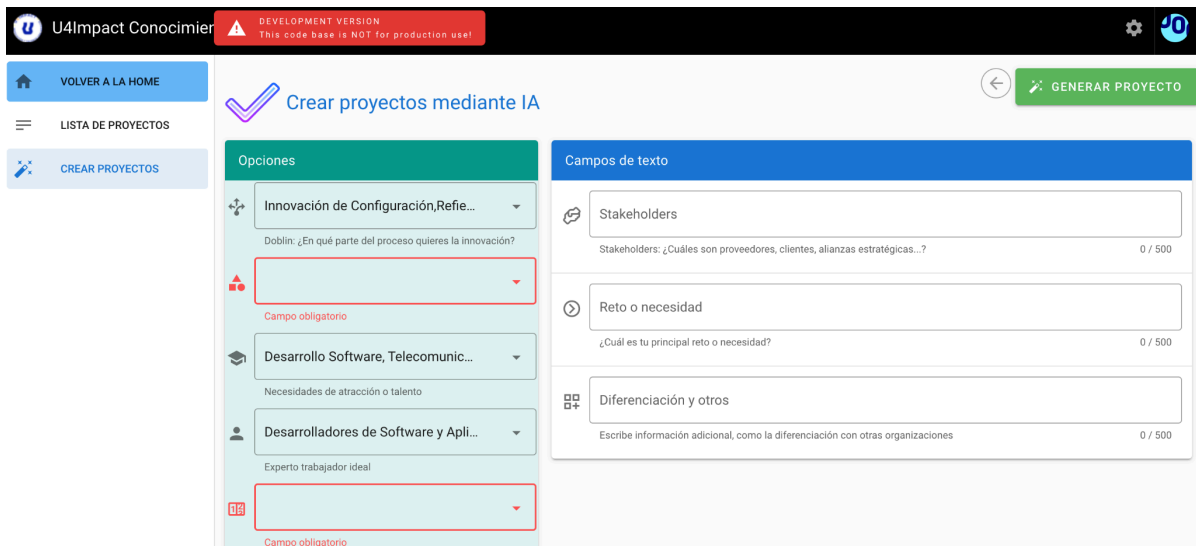 U4Impact Conocimier
DEVELOPMENT VERSION
This code base is NOT for production use!
VOLVER A LA HOME
LISTA DE PROYECTOS
CREAR PROYECTOS
Crear proyectos mediante IA
GENERAR PROYECTO
Opciones
Innovación de Configuración,Refie...
Doblin: ¿En qué parte del proceso quieres la innovación?
Campo obligatorio
Desarrollo Software, Telecomunic...
Necesidades de atracción o talento
Desarrolladores de Software y Apli...
Experto trabajador ideal
Campo obligatorio
Campos de texto
Stakeholders
Stakeholders: ¿Cuáles son proveedores, clientes, alianzas estratégicas...? 0 / 500
Reto o necesidad
¿Cuál es tu principal reto o necesidad? 0 / 500
Diferenciación y otros
Escribe información adicional, como la diferenciación con otras organizaciones 0 / 500